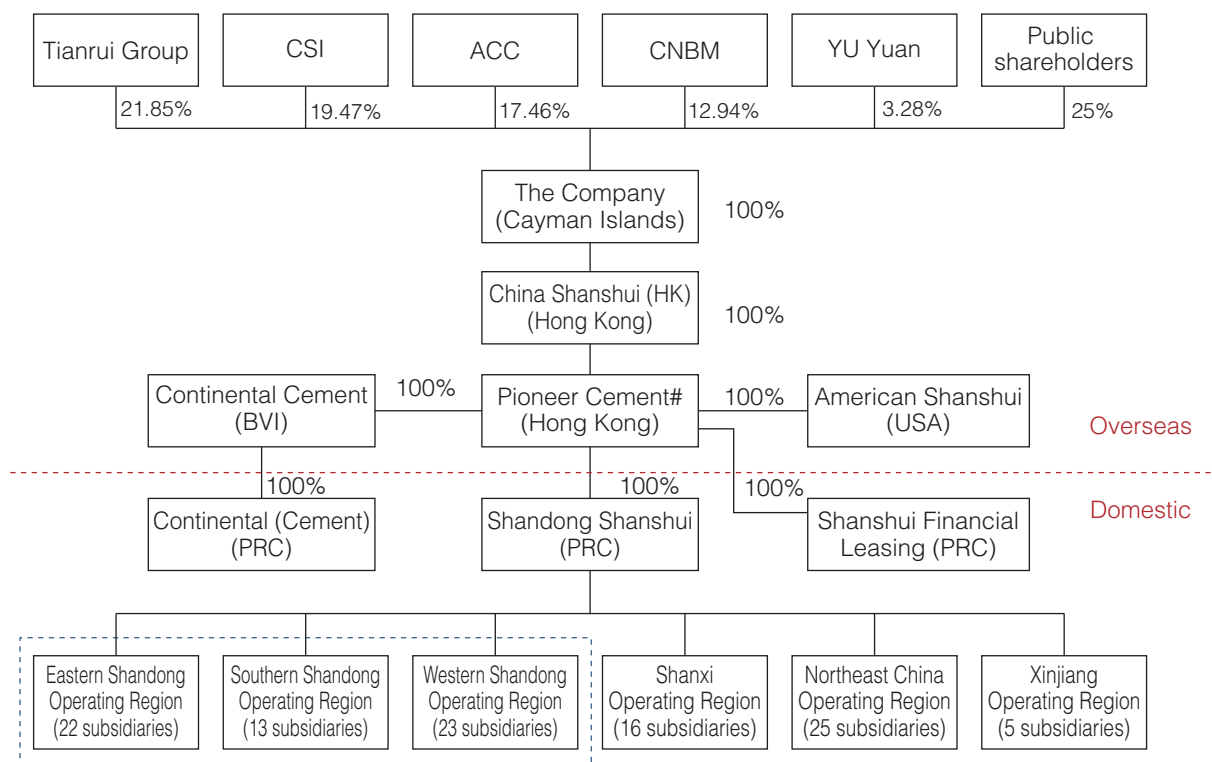 Tianrui Group
CSI
ACC
CNBM
YU Yuan
Public
shareholders
21.85%
19.47%
17.46%
12.94%
3.28%
25%
The Company
(Cayman Islands)
100%
China Shanshui (HK)
(Hong Kong)
100%
Continental Cement
(BVI)
100%
Pioneer Cement#
(Hong Kong)
100%
American Shanshui
(USA)
Overseas
100%
100%
100%
Domestic
Continental (Cement)
(PRC)
Shandong Shanshui
(PRC)
Shanshui Financial
Leasing (PRC)
Eastern Shandong
Operating Region
(22 subsidiaries)
Southern Shandong
Operating Region
(13 subsidiaries)
Western Shandong
Operating Region
(23 subsidiaries)
Shanxi
Operating Region
(16 subsidiaries)
Northeast China
Operating Region
(25 subsidiaries)
Xinjiang
Operating Region
(5 subsidiaries)